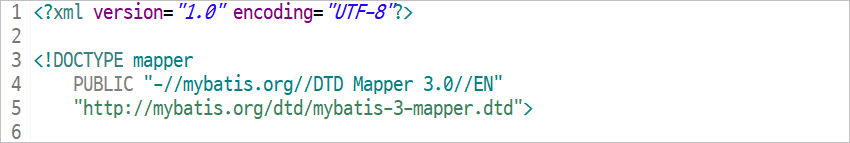 1 <?xml version="1.0" encoding="UTF-8"?>
2
3 <!DOCTYPE mapper
4 PUBLIC "-//mybatis.org//DTD Mapper 3.0//EN"
5 "http://mybatis.org/dtd/mybatis-3-mapper.dtd">
6